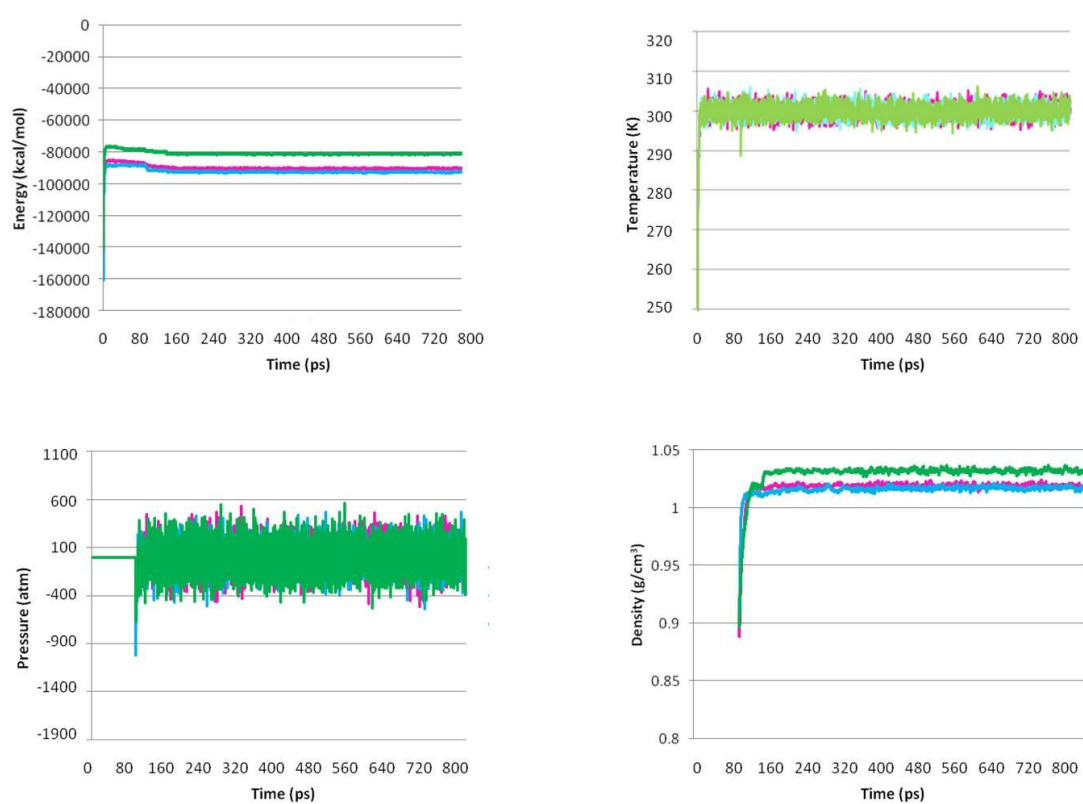 0
-20000
-40000
-60000
-80000
-100000
-120000
-140000
-160000
-180000
Energy (kcal/mol)
0 80 160 240 320 400 480 560 640 720 800
Time (ps)
320
310
300
290
280
270
260
250
Temperature (K)
0 80 160 240 320 400 480 560 640 720 800
Time (ps)
1100
600
100
-400
-900
-1400
-1900
Pressure (atm)
0 80 160 240 320 400 480 560 640 720 800
Time (ps)
1.05
1
0.95
0.9
0.85
0.8
Density (g/cm³)
0 80 160 240 320 400 480 560 640 720 800
Time (ps)